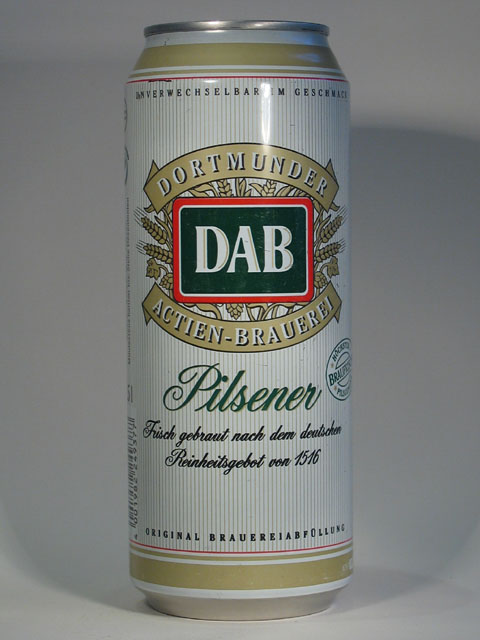 UNVERWECHSELBAR IM GESCHMACK
DORTMUNDER
DAB
ACTIEN-BRAUEREI
Pilsener
Frisch gebraut nach dem deutschen
Reinheitsgebot von 1516
ORIGINAL BRAUEREIABFÜLLUNG